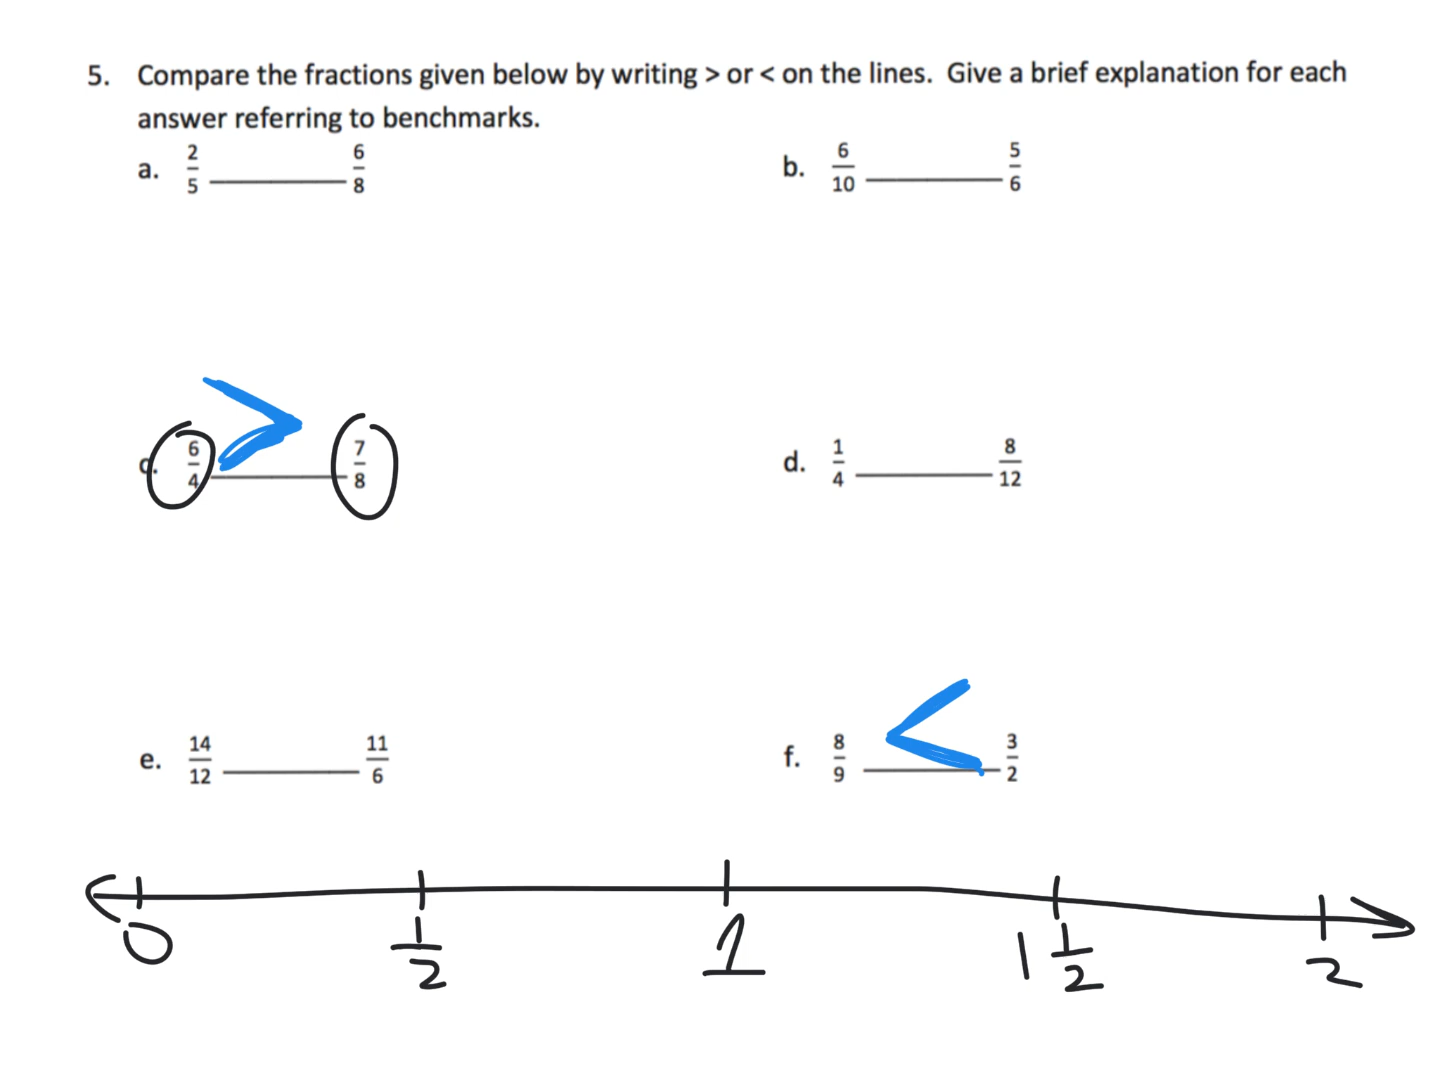 5. Compare the fractions given below by writing > or < on the lines. Give a brief explanation for each
answer referring to benchmarks.
a. 2/5 ______ 6/8
b. 6/10 ______ 5/6
c. 6/4 > 7/8
d. 1/4 ______ 8/12
e. 14/12 ______ 11/6
f. 8/9 < 3/2
0 1/2 1 1 1/2 2